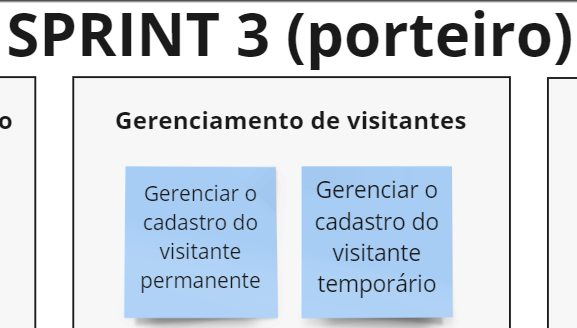 SPRINT 3 (porteiro)
o
Gerenciamento de visitantes
Gerenciar o
cadastro do
visitante
permanente
Gerenciar o
cadastro do
visitante
temporário